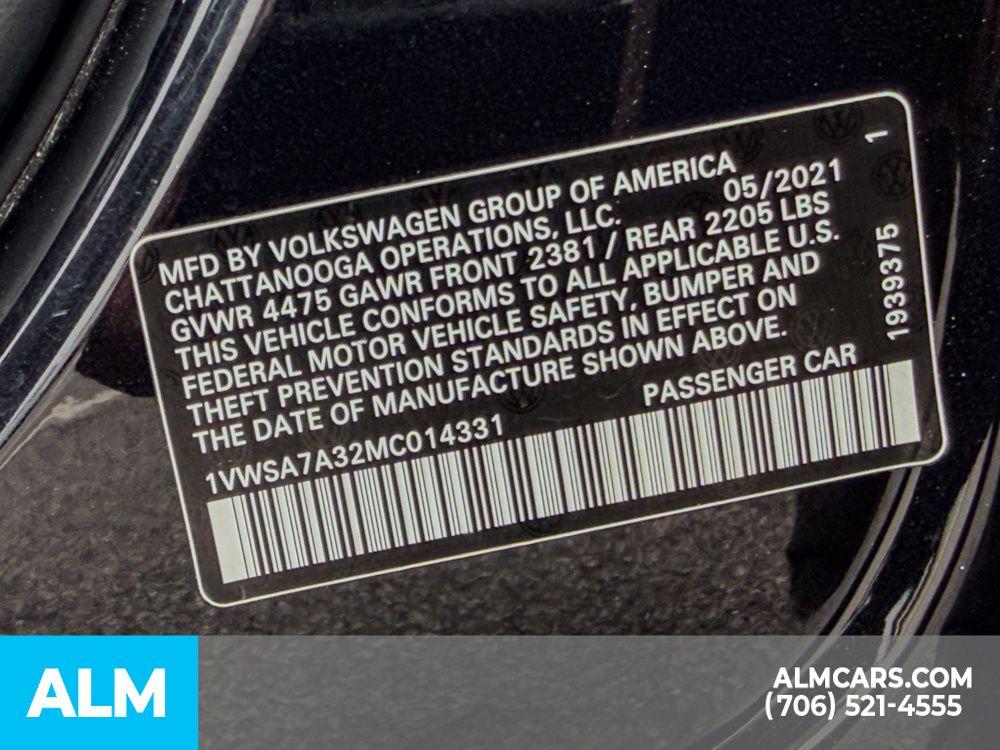 MFD BY VOLKSWAGEN GROUP OF AMERICA
CHATTANOOGA OPERATIONS, LLC. 05/2021
GVWR 4475 GAWR FRONT 2381 / REAR 2205 LBS
THIS VEHICLE CONFORMS TO ALL APPLICABLE U.S.
FEDERAL MOTOR VEHICLE SAFETY, BUMPER AND
THEFT PREVENTION STANDARDS IN EFFECT ON
THE DATE OF MANUFACTURE SHOWN ABOVE.
1VWSA7A32MC014331 PASSENGER CAR
1939375 1
ALM
ALMCARS.COM
(706) 521-4555